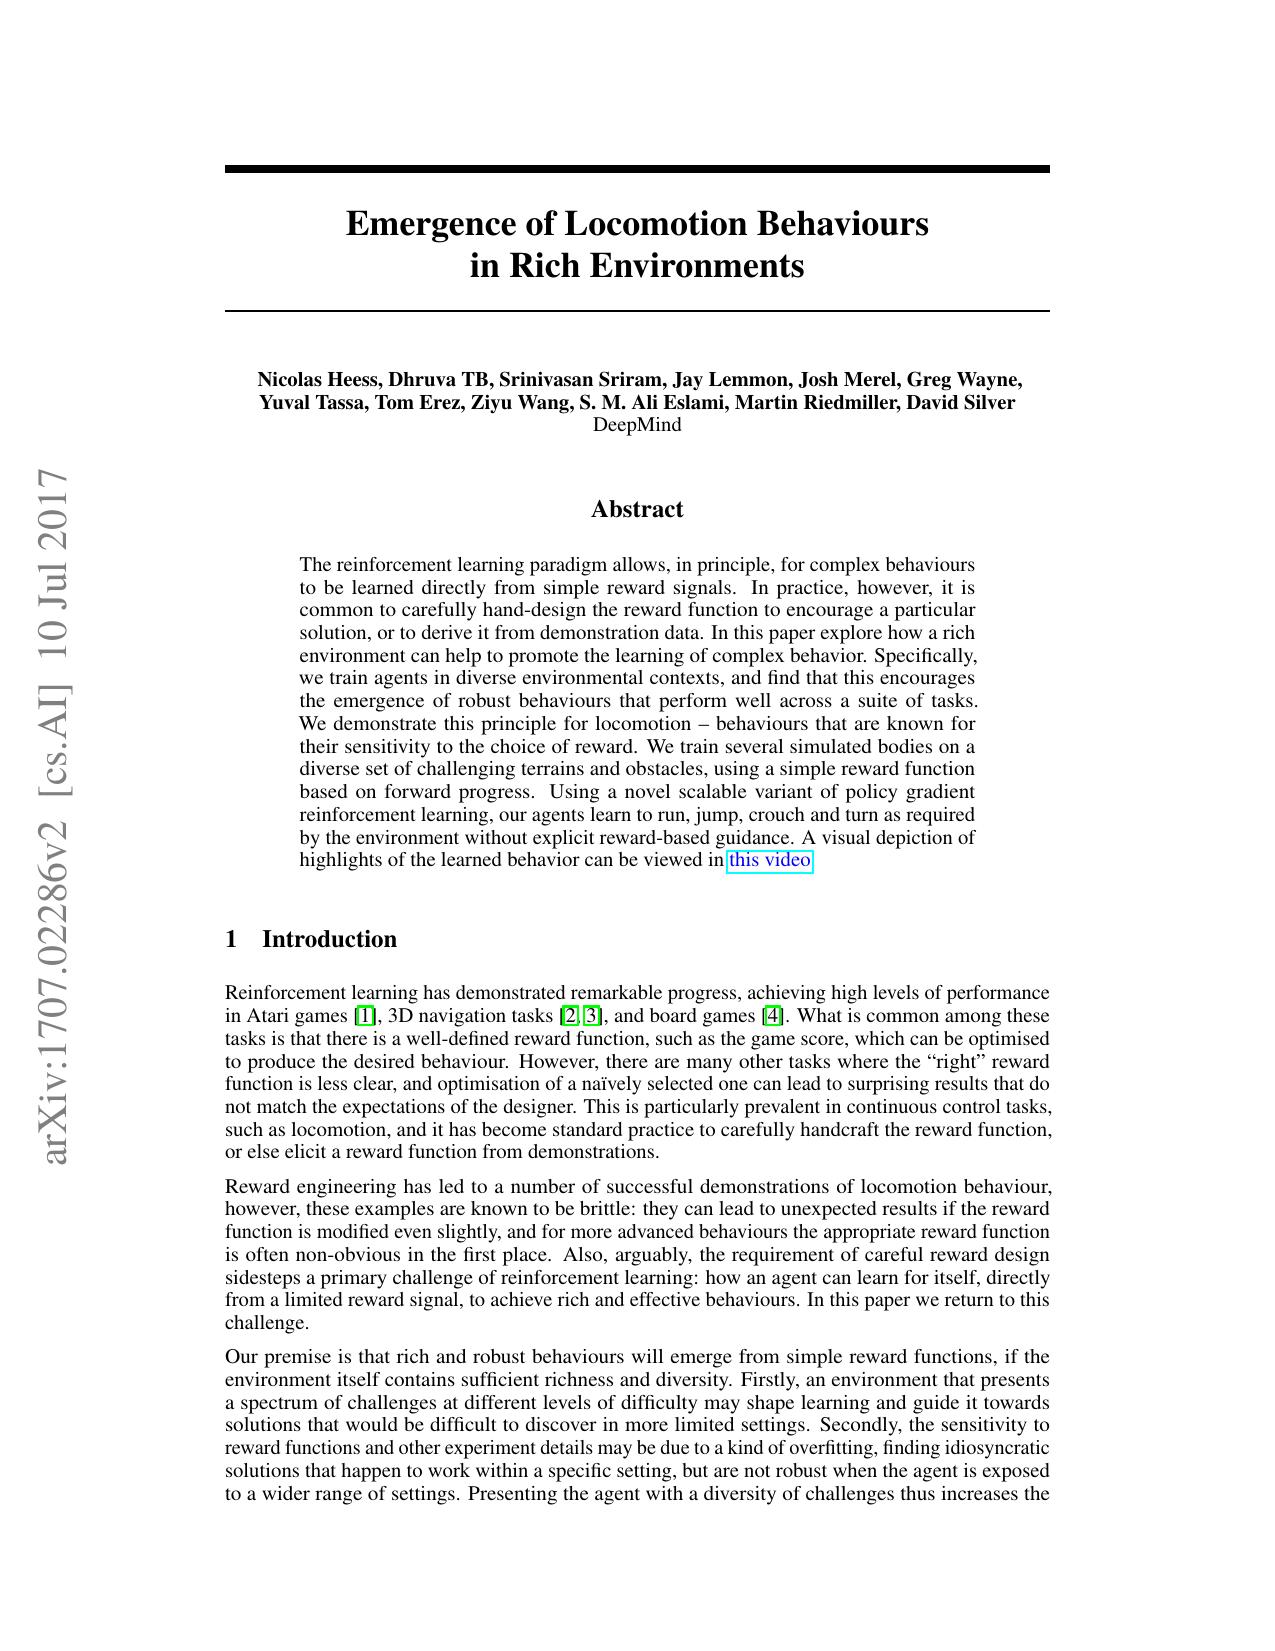 Emergence of Locomotion Behaviours
in Rich Environments
Nicolas Heess, Dhruva TB, Srinivasan Sriram, Jay Lemmon, Josh Merel, Greg Wayne,
Yuval Tassa, Tom Erez, Ziyu Wang, S. M. Ali Eslami, Martin Riedmiller, David Silver
DeepMind
Abstract
The reinforcement learning paradigm allows, in principle, for complex behaviours
to be learned directly from simple reward signals. In practice, however, it is
common to carefully hand-design the reward function to encourage a particular
solution, or to derive it from demonstration data. In this paper explore how a rich
environment can help to promote the learning of complex behavior. Specifically,
we train agents in diverse environmental contexts, and find that this encourages
the emergence of robust behaviours that perform well across a suite of tasks.
We demonstrate this principle for locomotion – behaviours that are known for
their sensitivity to the choice of reward. We train several simulated bodies on a
diverse set of challenging terrains and obstacles, using a simple reward function
based on forward progress. Using a novel scalable variant of policy gradient
reinforcement learning, our agents learn to run, jump, crouch and turn as required
by the environment without explicit reward-based guidance. A visual depiction of
highlights of the learned behavior can be viewed in this video
1 Introduction
Reinforcement learning has demonstrated remarkable progress, achieving high levels of performance
in Atari games [1], 3D navigation tasks [2, 3], and board games [4]. What is common among these
tasks is that there is a well-defined reward function, such as the game score, which can be optimised
to produce the desired behaviour. However, there are many other tasks where the “right” reward
function is less clear, and optimisation of a naïvely selected one can lead to surprising results that do
not match the expectations of the designer. This is particularly prevalent in continuous control tasks,
such as locomotion, and it has become standard practice to carefully handcraft the reward function,
or else elicit a reward function from demonstrations.
Reward engineering has led to a number of successful demonstrations of locomotion behaviour,
however, these examples are known to be brittle: they can lead to unexpected results if the reward
function is modified even slightly, and for more advanced behaviours the appropriate reward function
is often non-obvious in the first place. Also, arguably, the requirement of careful reward design
sidesteps a primary challenge of reinforcement learning: how an agent can learn for itself, directly
from a limited reward signal, to achieve rich and effective behaviours. In this paper we return to this
challenge.
Our premise is that rich and robust behaviours will emerge from simple reward functions, if the
environment itself contains sufficient richness and diversity. Firstly, an environment that presents
a spectrum of challenges at different levels of difficulty may shape learning and guide it towards
solutions that would be difficult to discover in more limited settings. Secondly, the sensitivity to
reward functions and other experiment details may be due to a kind of overfitting, finding idiosyncratic
solutions that happen to work within a specific setting, but are not robust when the agent is exposed
to a wider range of settings. Presenting the agent with a diversity of challenges thus increases the
arXiv:1707.02286v2 [cs.AI] 10 Jul 2017